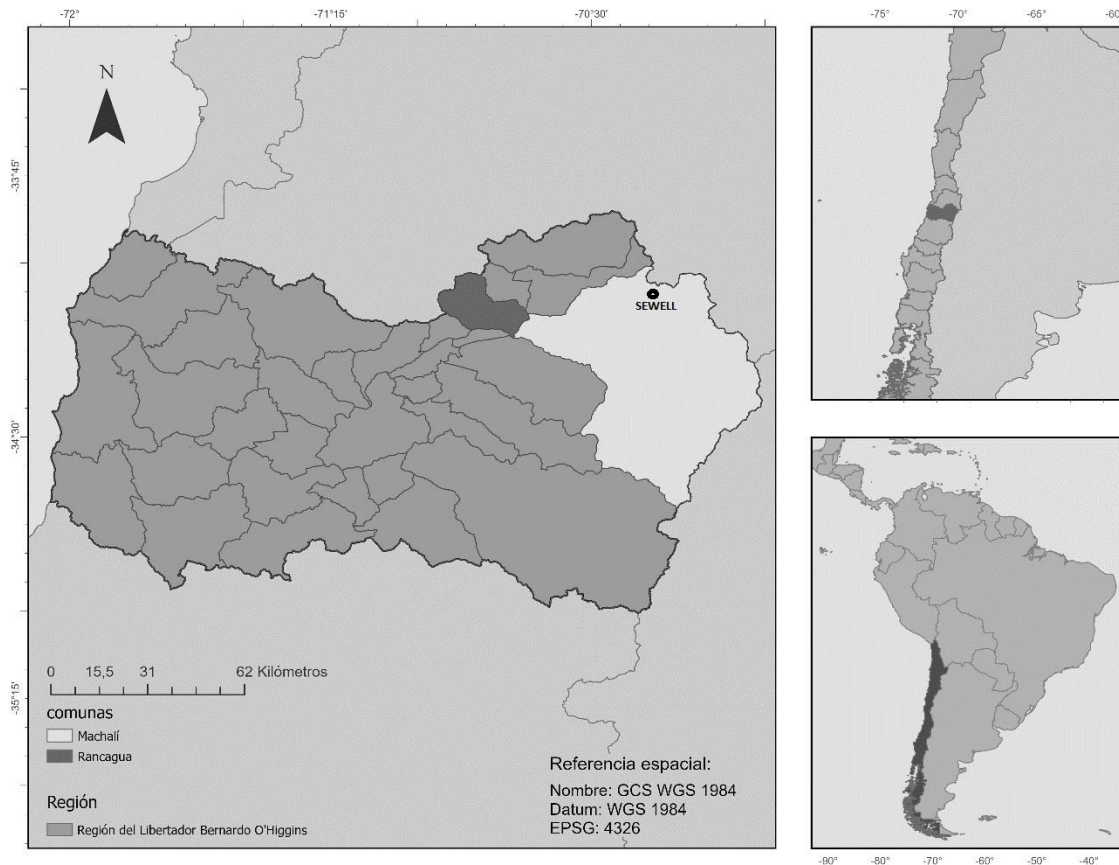 -72°
-71°15'
-70°30'
-75°
-70°
-65°
-60°
N
-33°45'
SEWELL
-34°30'
0 15,5 31 62 Kilómetros
-35°15'
comunas
Machalí
Rancagua
Región
Región del Libertador Bernardo O'Higgins
Referencia espacial:
Nombre: GCS WGS 1984
Datum: WGS 1984
EPSG: 4326
-90°
-80°
-70°
-60°
-50°
-40°